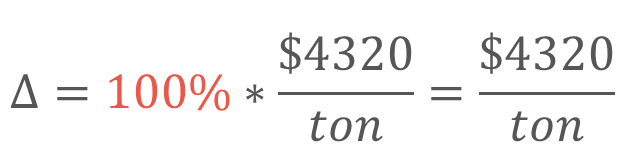 Δ = 100% * $4320/ton = $4320/ton